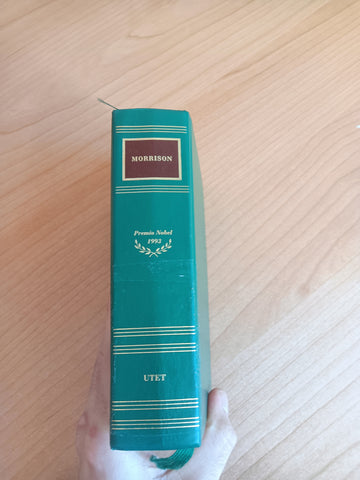 MORRISON
Premio Nobel
1993
UTET